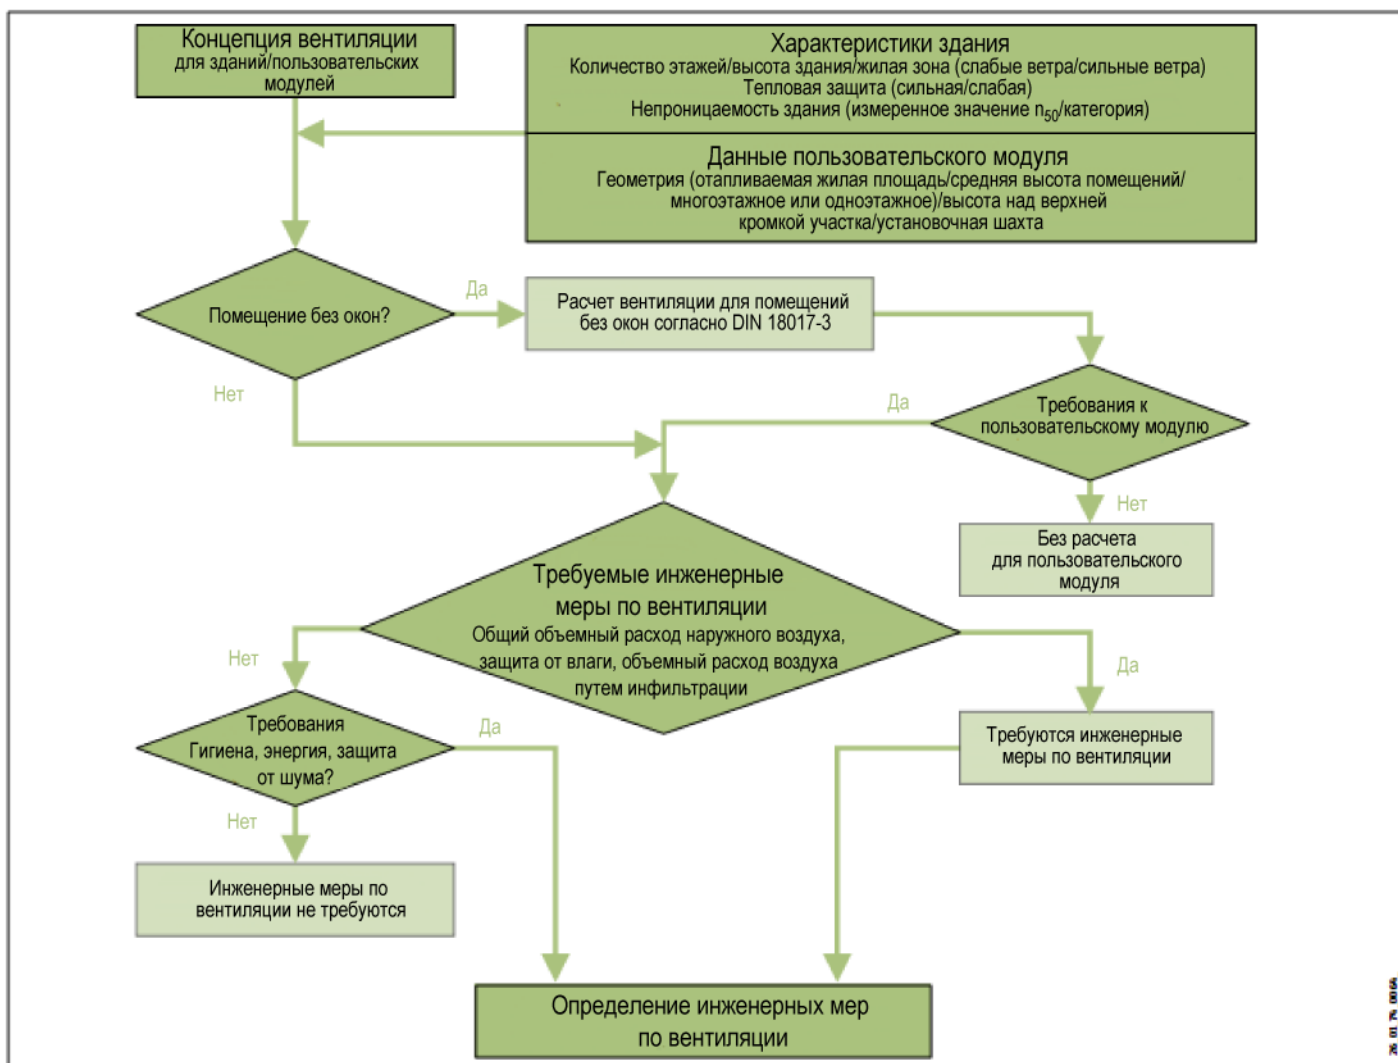 Концепция вентиляции
для зданий/пользовательских
модулей
Характеристики здания
Количество этажей/высота здания/жилая зона (слабые ветра/сильные ветра)
Тепловая защита (сильная/слабая)
Непроницаемость здания (измеренное значение n50/категория)
Данные пользовательского модуля
Геометрия (отапливаемая жилая площадь/средняя высота помещений/
многоэтажное или одноэтажное)/высота над верхней
кромкой участка/установочная шахта
Помещение без окон?
Да
Расчет вентиляции для помещений
без окон согласно DIN 18017-3
Нет
Да
Требования к
пользовательскому модулю
Нет
Без расчета
для пользовательского
модуля
Требуемые инженерные
меры по вентиляции
Общий объемный расход наружного воздуха,
защита от влаги, объемный расход воздуха
путем инфильтрации
Нет
Да
Требования
Гигиена, энергия, защита
от шума?
Да
Требуются инженерные
меры по вентиляции
Нет
Инженерные меры по
вентиляции не требуются
Определение инженерных мер
по вентиляции